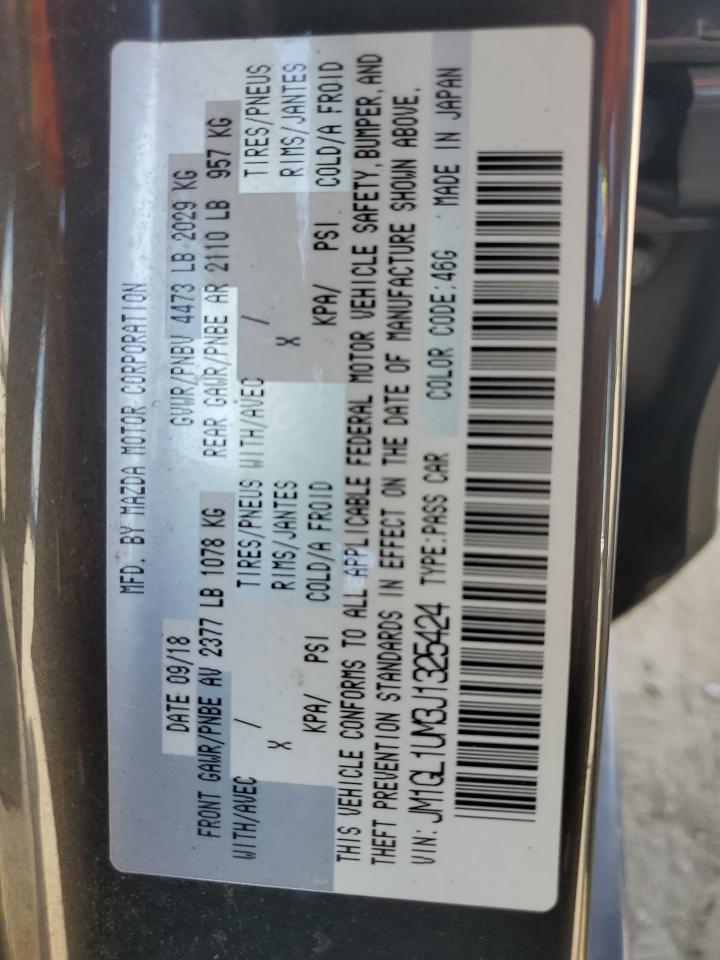 MFD. BY MAZDA MOTOR CORPORATION
DATE 09/18 GVWR/PNBV 4473 LB 2029 KG
FRONT GAWR/PNBE AV 2377 LB 1078 KG REAR GAWR/PNBE AR 2110 LB 957 KG
WITH/AVEC / TIRES/PNEUS WITH/AVEC / TIRES/PNEUS
X RIMS/JANTES X RIMS/JANTES
KPA/ PSI COLD/A FROID KPA/ PSI COLD/A FROID
THIS VEHICLE CONFORMS TO ALL APPLICABLE FEDERAL MOTOR VEHICLE SAFETY, BUMPER, AND
THEFT PREVENTION STANDARDS IN EFFECT ON THE DATE OF MANUFACTURE SHOWN ABOVE.
VIN: JM1GL1UM3J1325424 TYPE:PASS CAR COLOR CODE:46G MADE IN JAPAN